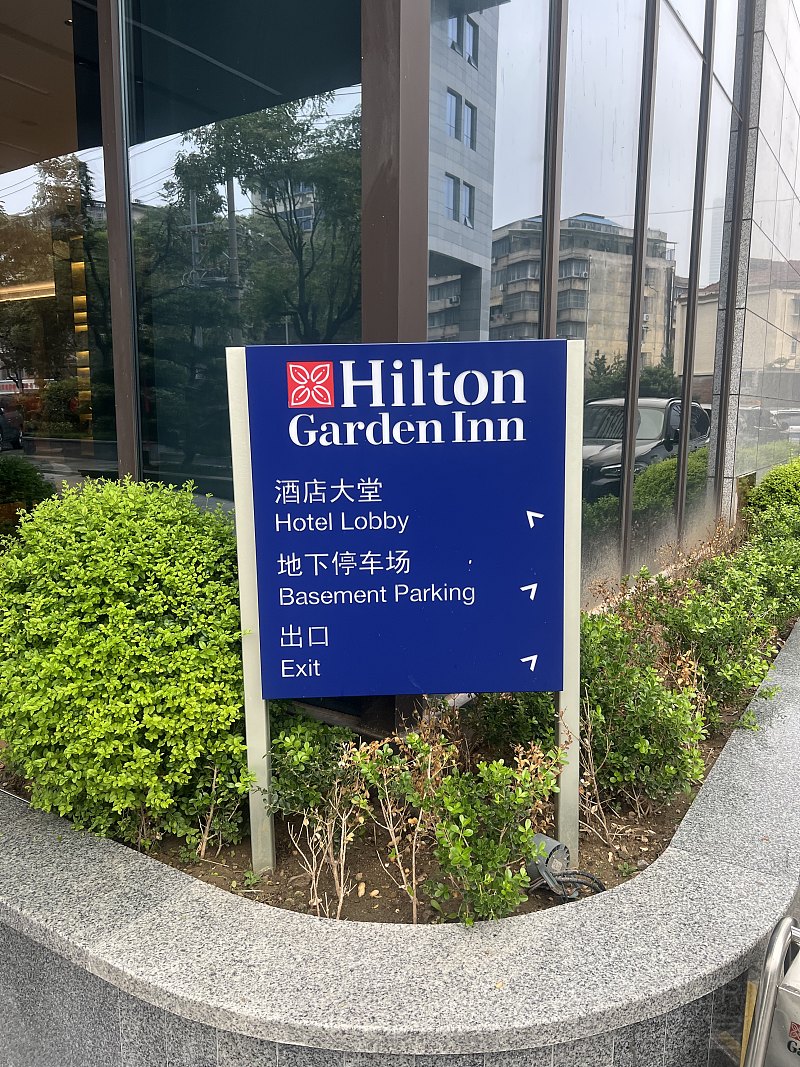 Hilton
Garden Inn
酒店大堂
Hotel Lobby
地下停车场
Basement Parking
出口
Exit